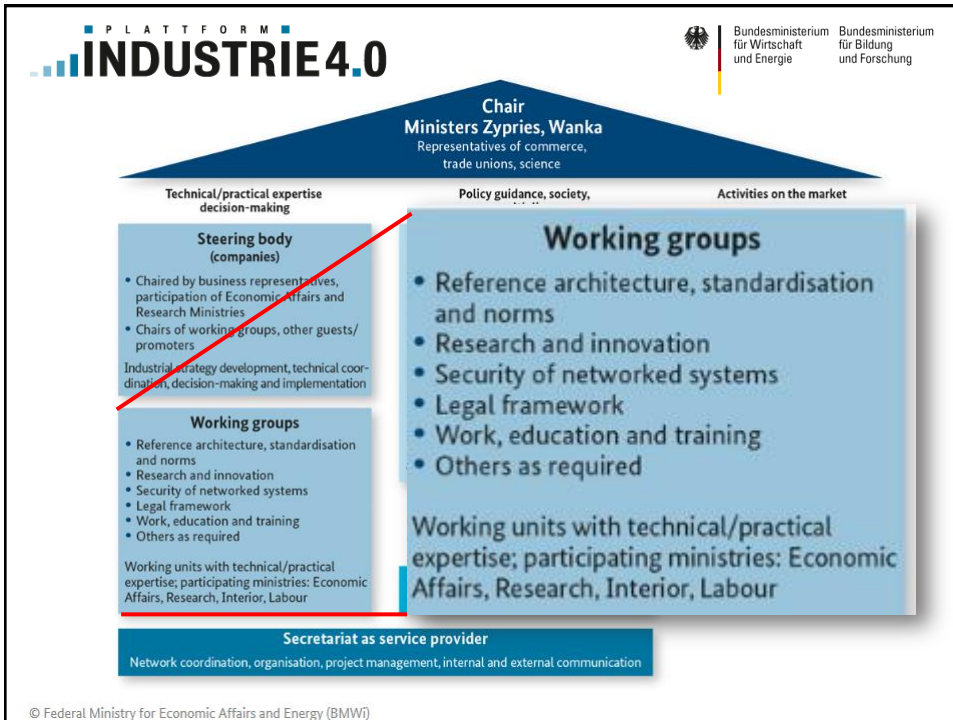 PLATTFORM
INDUSTRIE 4.0
Bundesministerium
für Wirtschaft
und Energie
Bundesministerium
für Bildung
und Forschung
Chair
Ministers Zypries, Wanka
Representatives of commerce,
trade unions, science
Technical/practical expertise
decision-making
Policy guidance, society,
Activities on the market
Steering body
(companies)
• Chaired by business representatives,
participation of Economic Affairs and
Research Ministries
• Chairs of working groups, other guests/
promoters
Industrial strategy development, technical coor-
dination, decision-making and implementation
Working groups
• Reference architecture, standardisation
and norms
• Research and innovation
• Security of networked systems
• Legal framework
• Work, education and training
• Others as required
Working units with technical/practical
expertise; participating ministries: Economic
Affairs, Research, Interior, Labour
Working groups
• Reference architecture, standardisation
and norms
• Research and innovation
• Security of networked systems
• Legal framework
• Work, education and training
• Others as required
Working units with technical/practical
expertise; participating ministries: Economic
Affairs, Research, Interior, Labour
Secretariat as service provider
Network coordination, organisation, project management, internal and external communication
© Federal Ministry for Economic Affairs and Energy (BMWi)